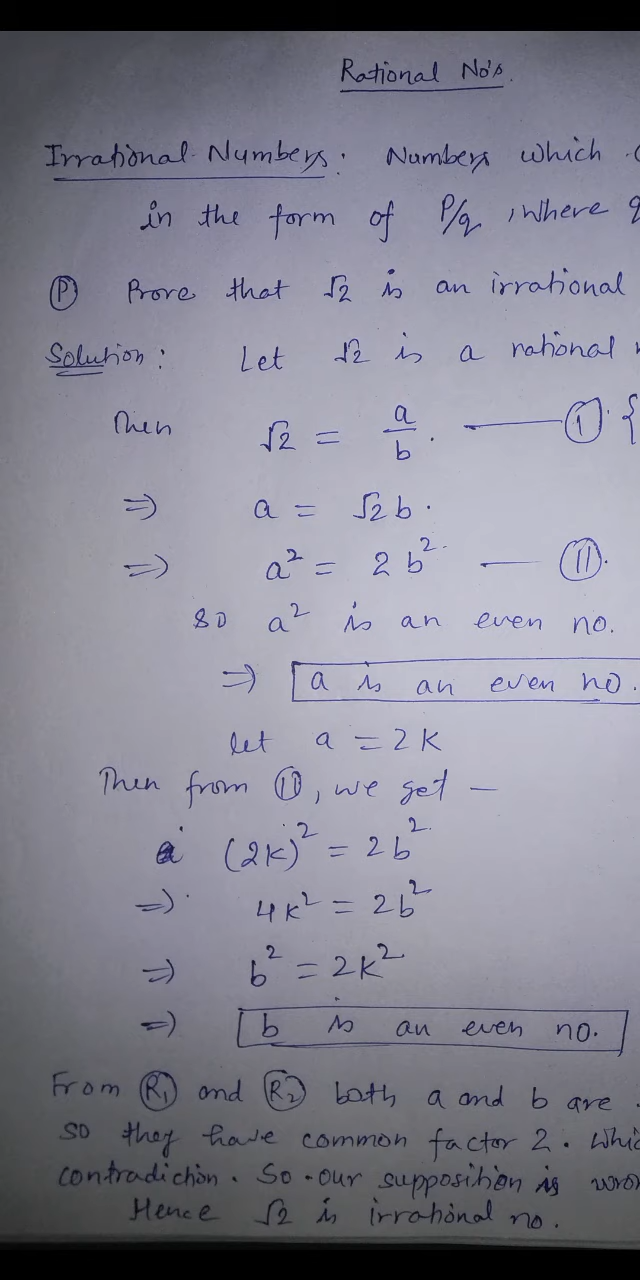 Rational No's.
Irrational Numbers: Numbers which
in the form of P/q, where q
(P) Prove that √2 is an irrational
Solution: Let √2 is a rational
Then √2 = a/b. —— (I) {
=> a = √2 b.
=> a² = 2b² — (II).
so a² is an even no.
=> a is an even no.
let a = 2K
Then from (II), we get —
(2K)² = 2b²
=> 4K² = 2b²
=> b² = 2K²
=> b is an even no.
From (R₁) and (R₂) both a and b are
so they have common factor 2.
contradiction. So our supposition is
Hence √2 is irrational no.